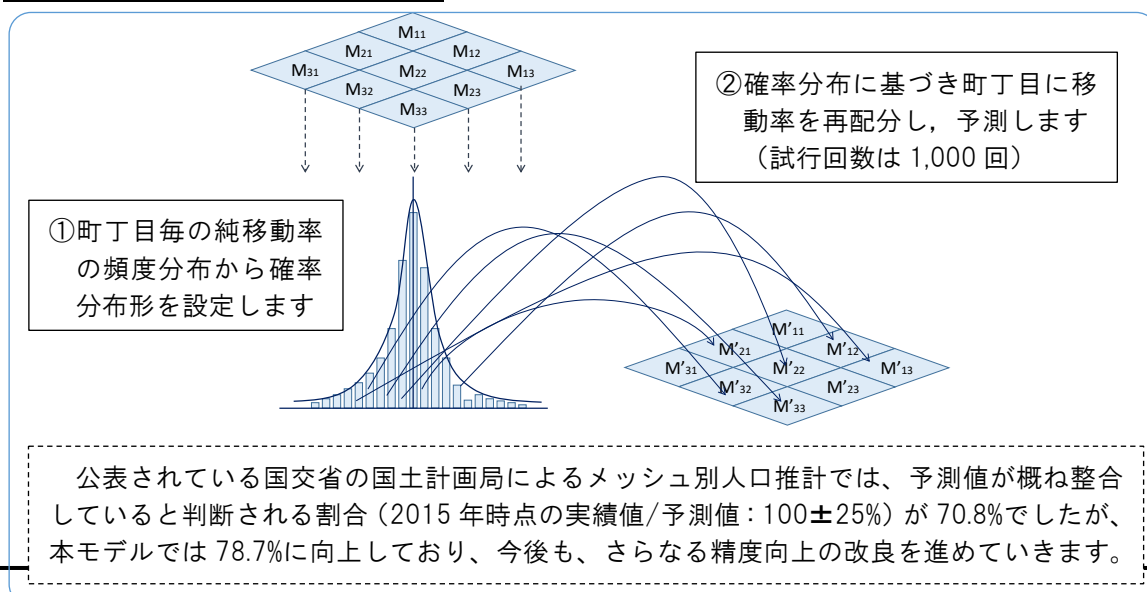 M11
M21
M12
M31
M22
M13
M32
M23
M33
②確率分布に基づき町丁目に移
動率を再配分し，予測します
（試行回数は 1,000 回）
①町丁目毎の純移動率
の頻度分布から確率
分布形を設定します
M’11
M’21
M’12
M’31
M’22
M’13
M’32
M’23
M’33
公表されている国交省の国土計画局によるメッシュ別人口推計では、予測値が概ね整合
していると判断される割合（2015 年時点の実績値/予測値：100±25%）が 70.8%でしたが、
本モデルでは 78.7%に向上しており、今後も、さらなる精度向上の改良を進めていきます。